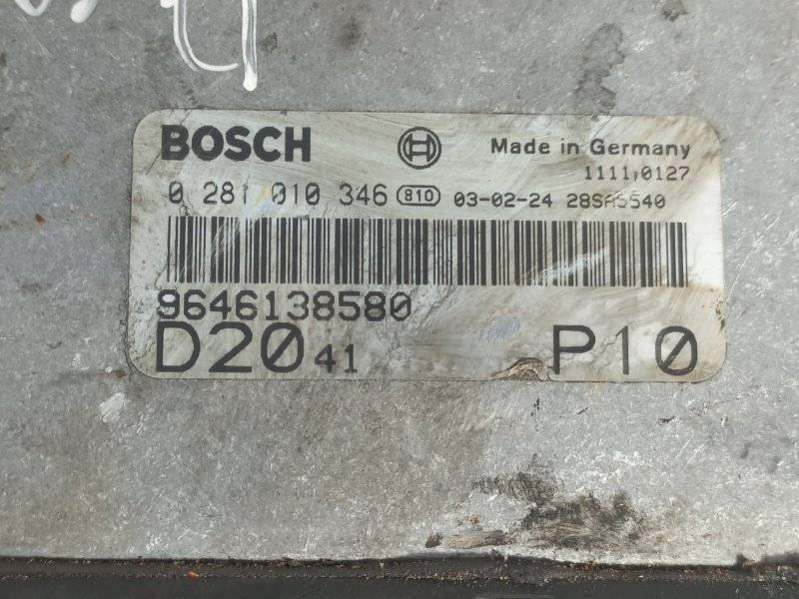 BOSCH Made in Germany
1111,0127
0 281 010 346 810 03-02-24 28SA5540
9646138580
D20 41 P10